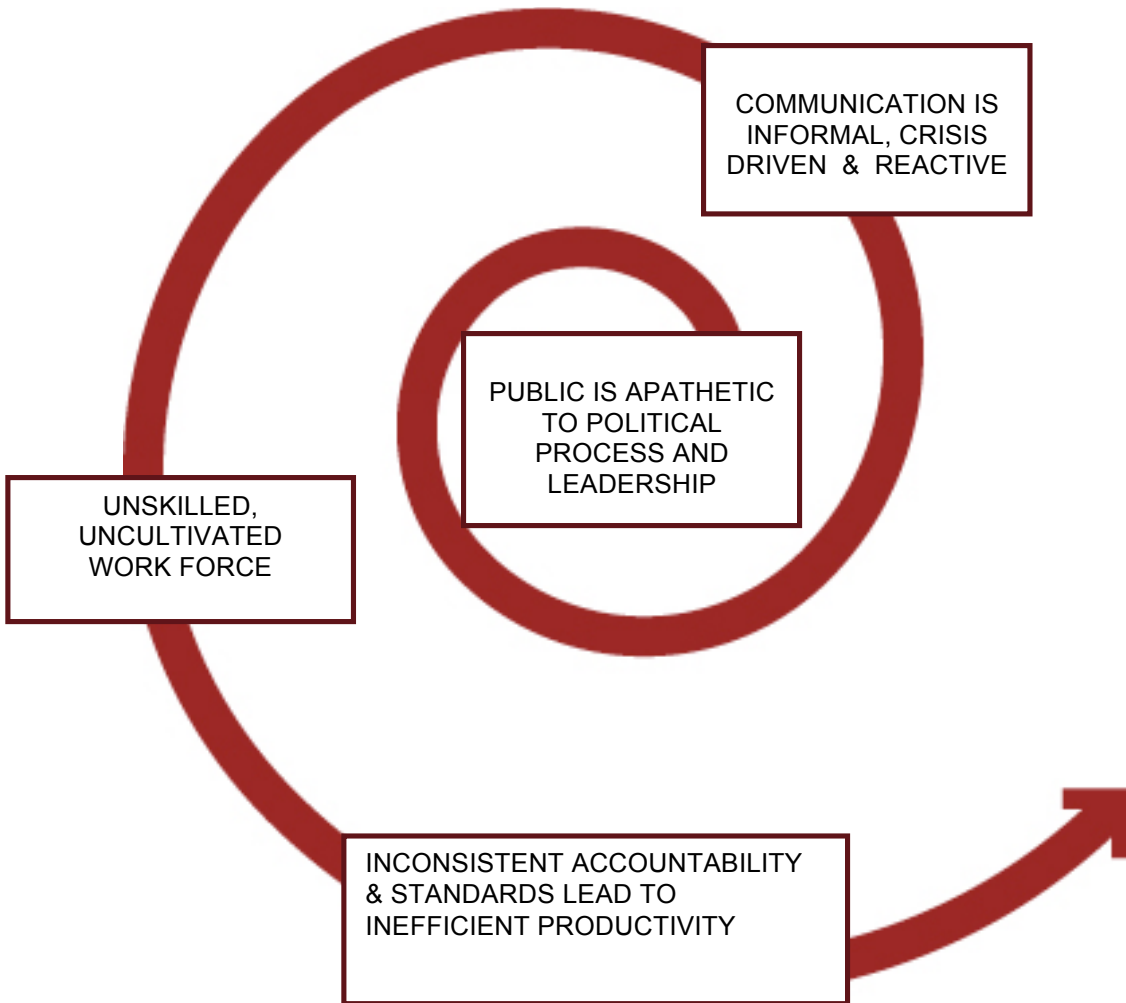 COMMUNICATION IS
INFORMAL, CRISIS
DRIVEN & REACTIVE
PUBLIC IS APATHETIC
TO POLITICAL
PROCESS AND
LEADERSHIP
UNSKILLED,
UNCULTIVATED
WORK FORCE
INCONSISTENT ACCOUNTABILITY
& STANDARDS LEAD TO
INEFFICIENT PRODUCTIVITY